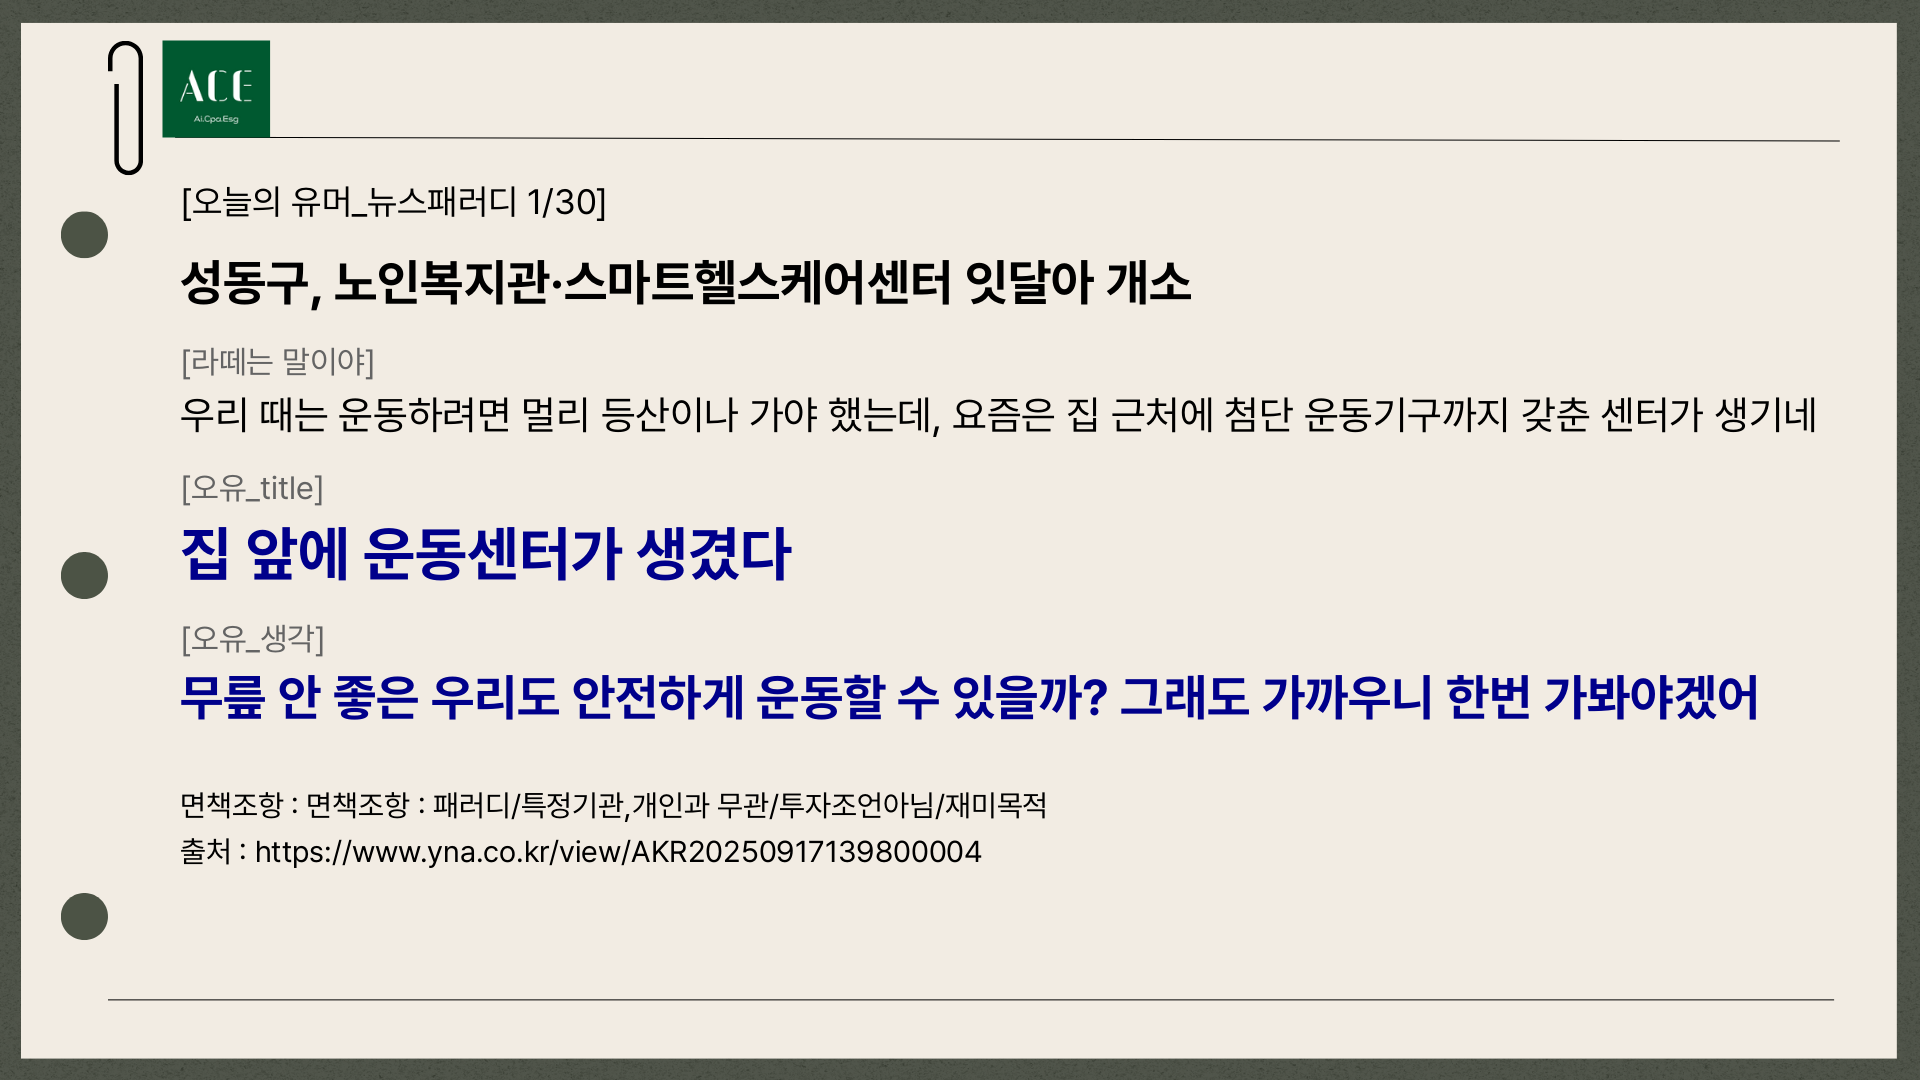 ACE
Ai.Cpa.Esg
[오늘의 유머_뉴스패러디 1/30]
성동구, 노인복지관·스마트헬스케어센터 잇달아 개소
[라떼는 말이야]
우리 때는 운동하려면 멀리 등산이나 가야 했는데, 요즘은 집 근처에 첨단 운동기구까지 갖춘 센터가 생기네
[오유_title]
집 앞에 운동센터가 생겼다
[오유_생각]
무릎 안 좋은 우리도 안전하게 운동할 수 있을까? 그래도 가까우니 한번 가봐야겠어
면책조항 : 면책조항 : 패러디/특정기관,개인과 무관/투자조언아님/재미목적
출처 : https://www.yna.co.kr/view/AKR20250917139800004